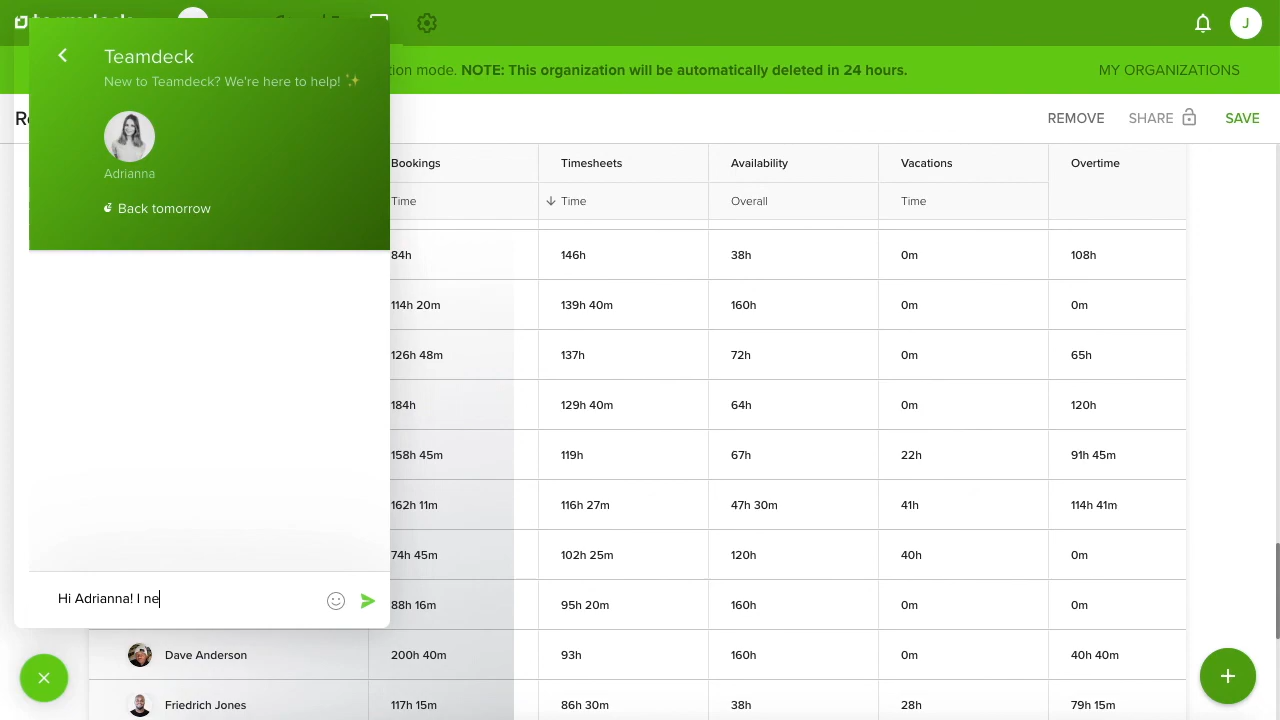 J
Teamdeck
New to Teamdeck? We're here to help! ✨
tion mode. NOTE: This organization will be automatically deleted in 24 hours.
MY ORGANIZATIONS
REMOVE
SHARE
SAVE
Adrianna
Back tomorrow
Bookings Timesheets Availability Vacations Overtime
Time Time Overall Time
84h 146h 38h 0m 108h
114h 20m 139h 40m 160h 0m 0m
126h 48m 137h 72h 0m 65h
184h 129h 40m 64h 0m 120h
158h 45m 119h 67h 22h 91h 45m
162h 11m 116h 27m 47h 30m 41h 114h 41m
74h 45m 102h 25m 120h 40h 0m
88h 16m 95h 20m 160h 0m 0m
Hi Adrianna! I ne
Dave Anderson 200h 40m 93h 160h 0m 40h 40m
Friedrich Jones 117h 15m 86h 30m 38h 28h 79h 15m